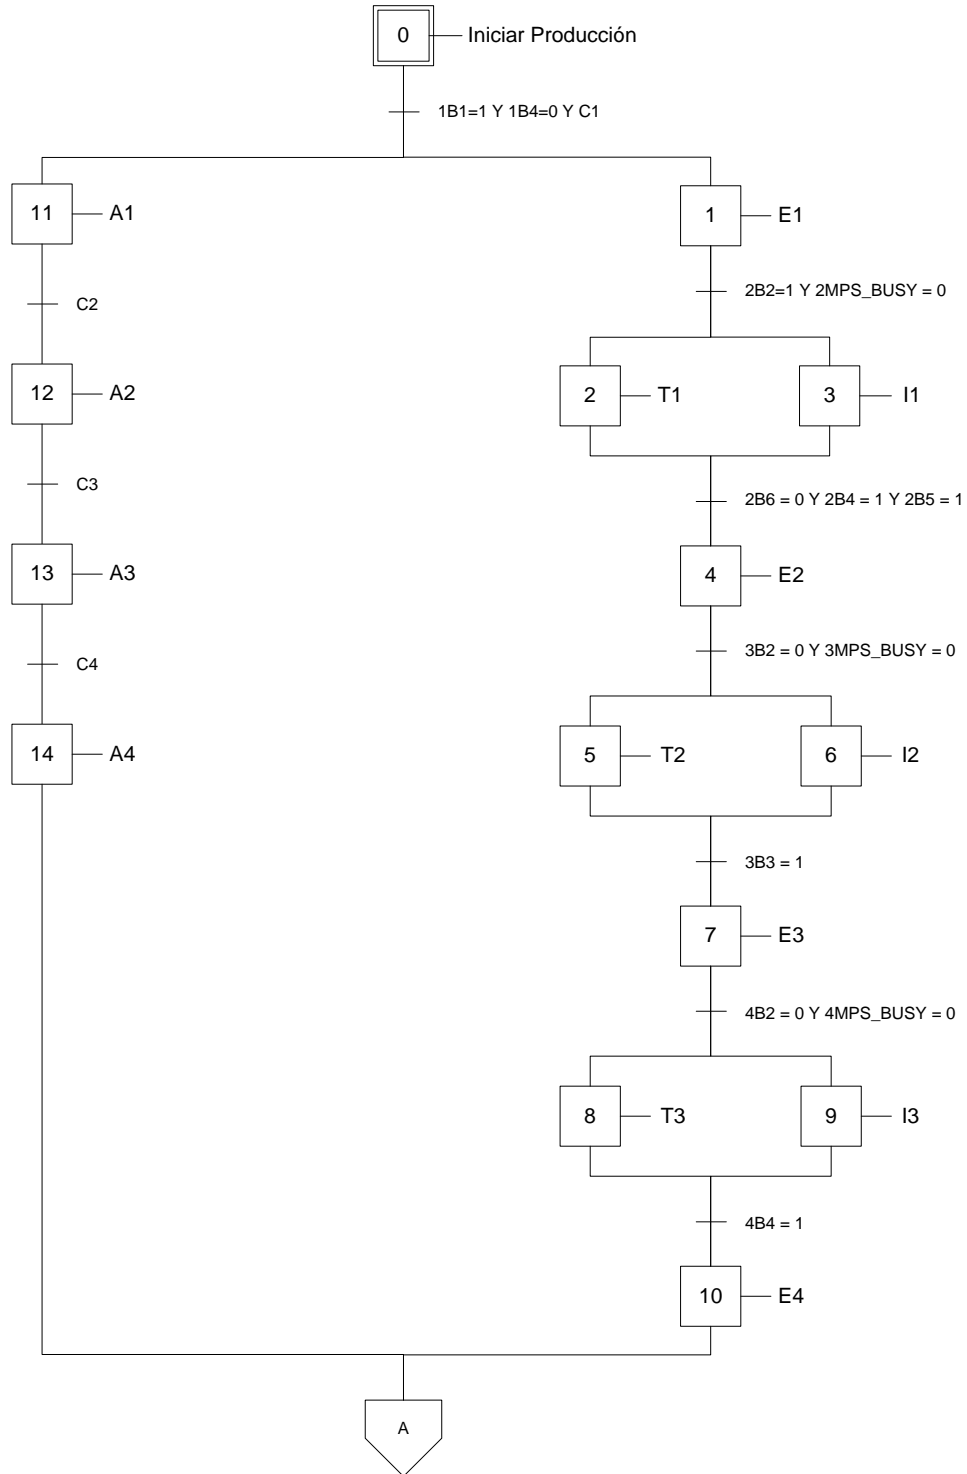 0
Iniciar Producción
1B1=1 Y 1B4=0 Y C1
11
A1
1
E1
C2
2B2=1 Y 2MPS_BUSY = 0
12
A2
2
T1
3
I1
C3
2B6 = 0 Y 2B4 = 1 Y 2B5 = 1
13
A3
4
E2
C4
3B2 = 0 Y 3MPS_BUSY = 0
14
A4
5
T2
6
I2
3B3 = 1
7
E3
4B2 = 0 Y 4MPS_BUSY = 0
8
T3
9
I3
4B4 = 1
10
E4
A